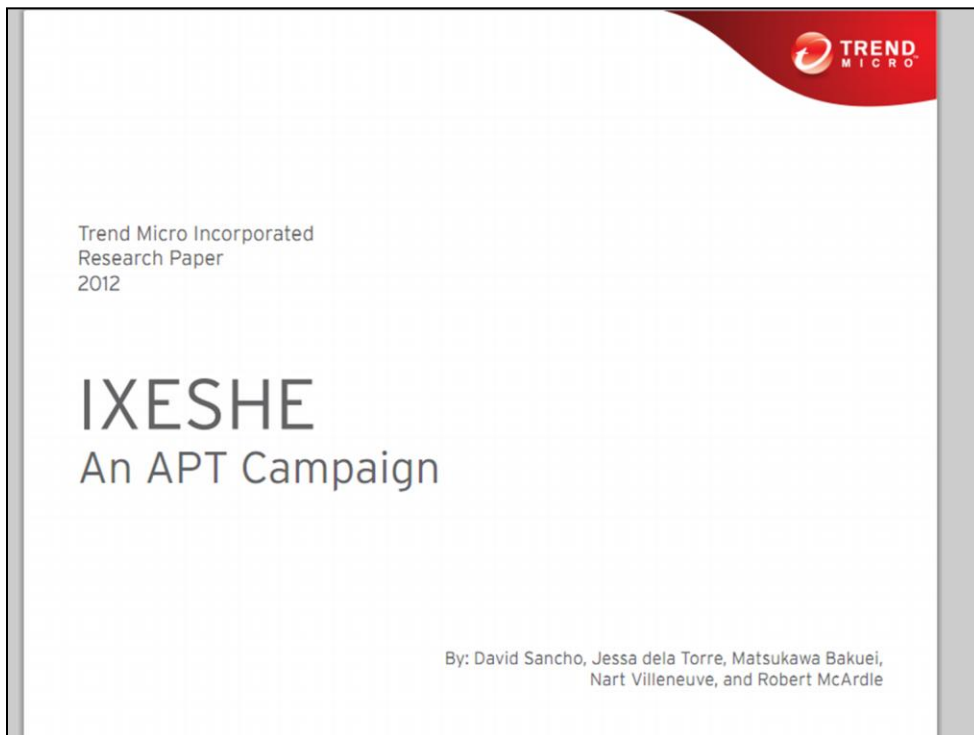 TREND
MICRO
Trend Micro Incorporated
Research Paper
2012
IXESHE
An APT Campaign
By: David Sancho, Jessa dela Torre, Matsukawa Bakuei,
Nart Villeneuve, and Robert McArdle